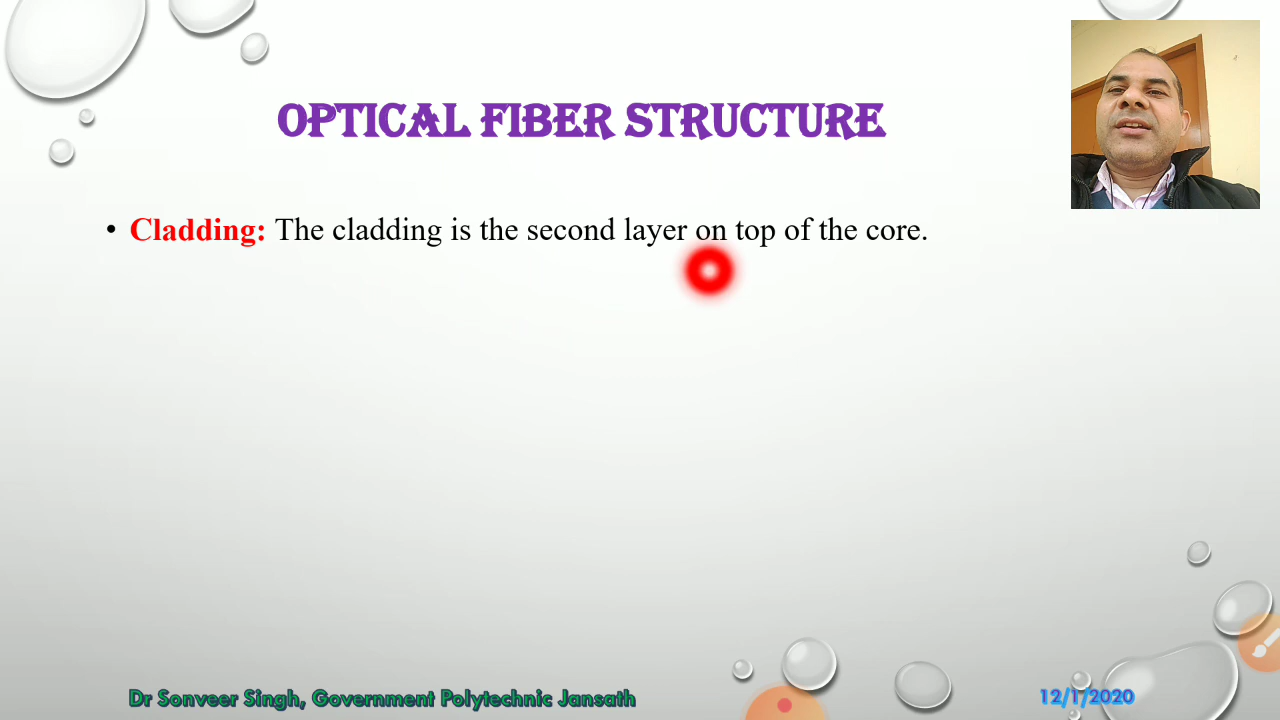 OPTICAL FIBER STRUCTURE
• Cladding: The cladding is the second layer on top of the core.
Dr Sonveer Singh, Government Polytechnic Jansath
12/1/2020